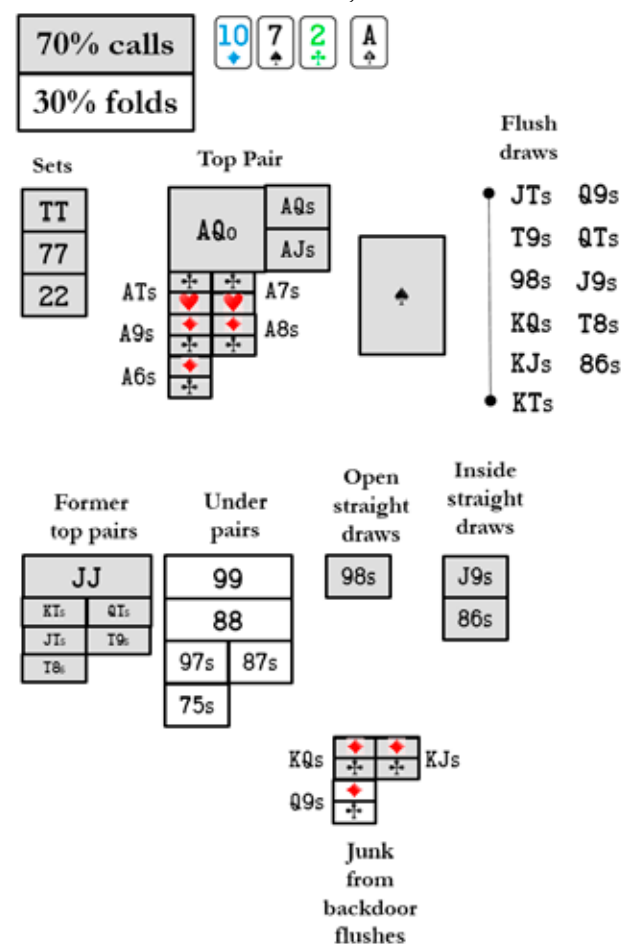 70% calls
30% folds
10 7 2 A
Sets
TT
77
22
Top Pair
AQo
AQs
AJs
ATs
A7s
A9s
A8s
A6s
Flush
draws
JTs Q9s
T9s QTs
98s J9s
KQs T8s
KJs 86s
KTs
Former
top pairs
JJ
KTs QTs
JTs T9s
T8s
Under
pairs
99
88
97s 87s
75s
Open
straight
draws
98s
Inside
straight
draws
J9s
86s
KQs KJs
Q9s
Junk
from
backdoor
flushes